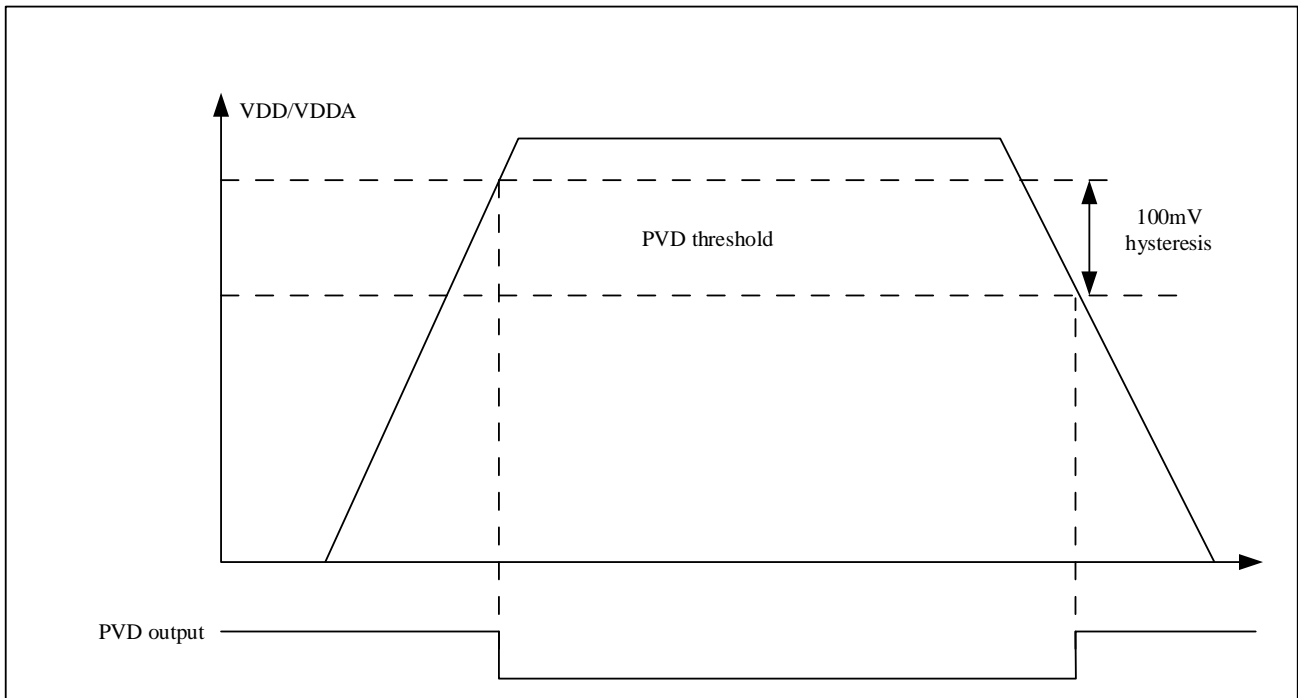 VDD/VDDA
PVD threshold
100mV
hysteresis
PVD output